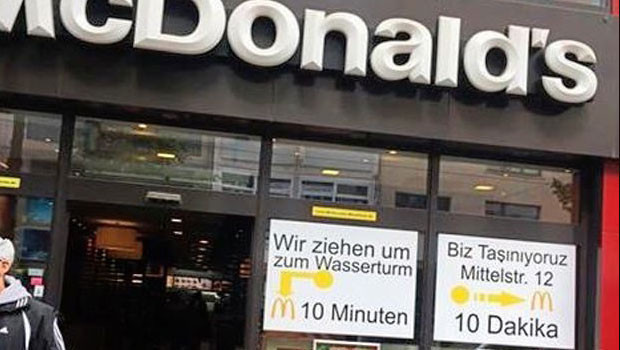 McDonald's
Wir ziehen um
zum Wasserturm
10 Minuten
Biz Taşınıyoruz
Mittelstr. 12
10 Dakika